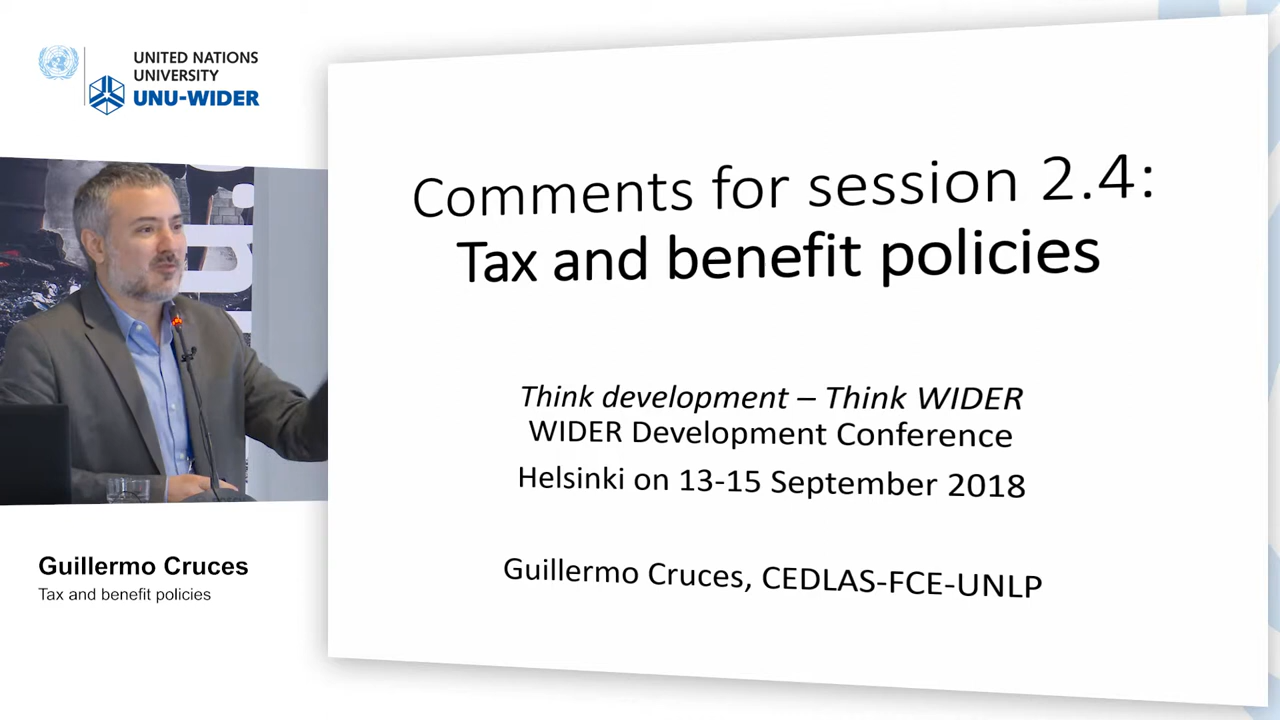 UNITED NATIONS
UNIVERSITY
UNU-WIDER
Comments for session 2.4:
Tax and benefit policies
Think development – Think WIDER
WIDER Development Conference
Helsinki on 13-15 September 2018
Guillermo Cruces, CEDLAS-FCE-UNLP
Guillermo Cruces
Tax and benefit policies